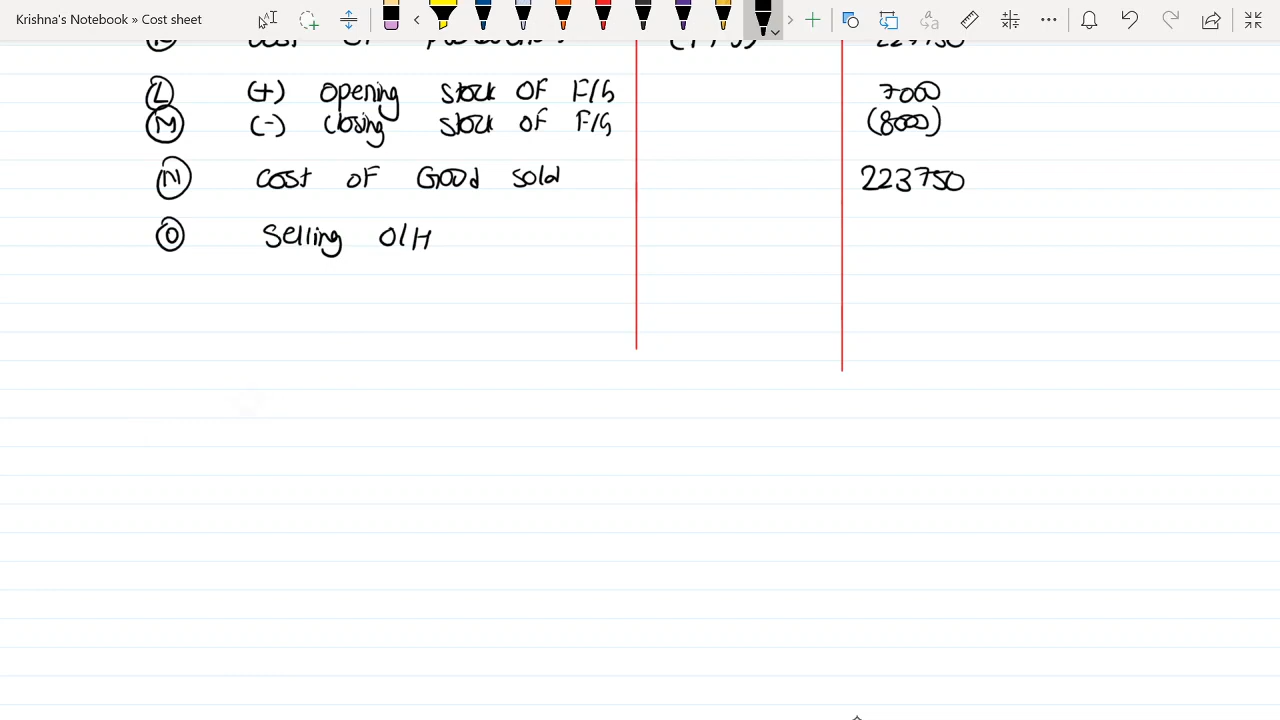 Krishna's Notebook » Cost sheet
L (+) Opening Stock OF F/G 7000
M (-) Closing Stock OF F/G (8000)
N Cost OF Good Sold 223750
O Selling O/H